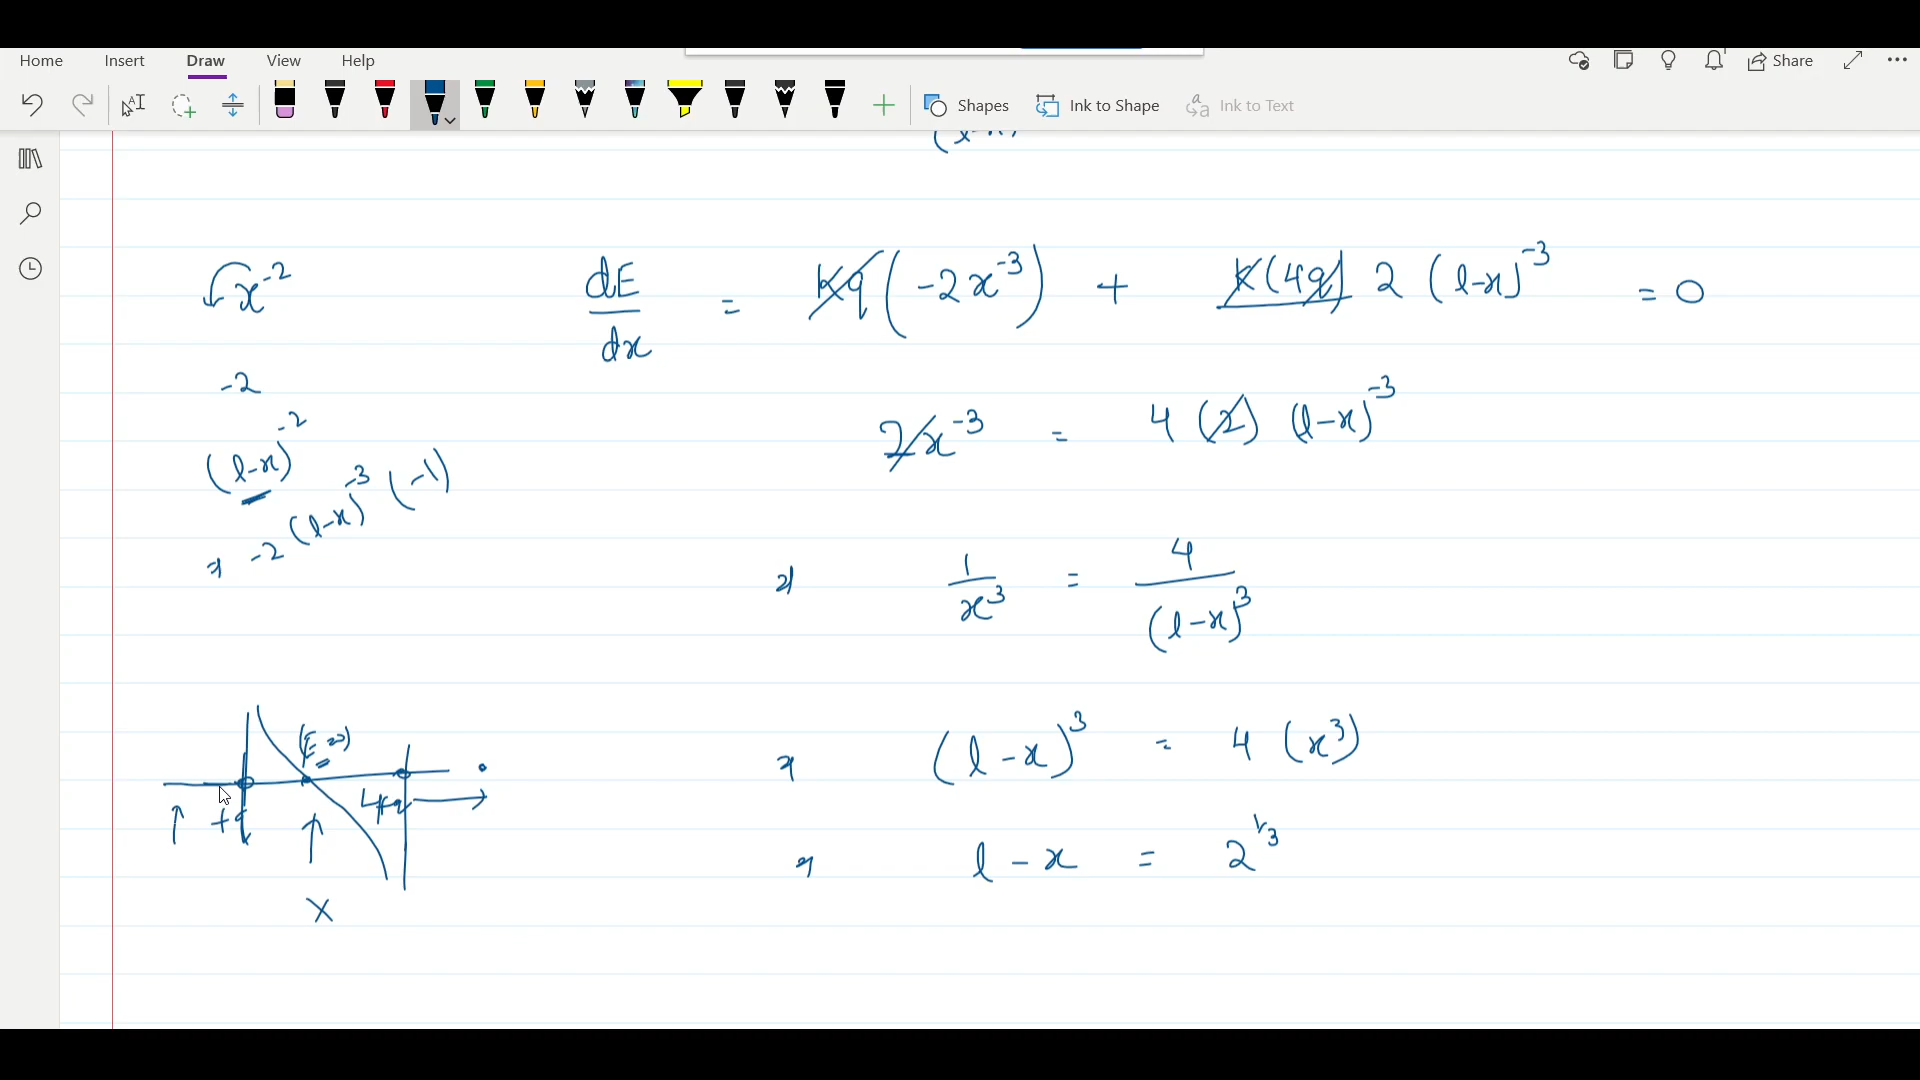 Home Insert Draw View Help Share
Shapes Ink to Shape Ink to Text
x^{-2} dE/dx = Kq(-2x^{-3}) + K(4q) 2 (l-x)^{-3} = 0
-2
2x^{-3} = 4 (2) (l-x)^{-3}
(l-x)^{-2}
⇒ -2 (l-x)^{-3} (-1)
⇒ 1/x^3 = 4/(l-x)^3
⇒ (l-x)^3 = 4 (x^3)
+q 4q
⇒ l-x = 2^{1/3}
X